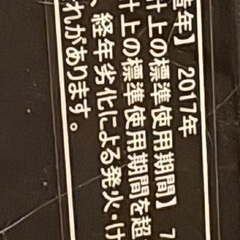 造年】 2017年
計上の標準使用期間】 7
計上の標準使用期間を超
、経年劣化による発火・け
れがあります。